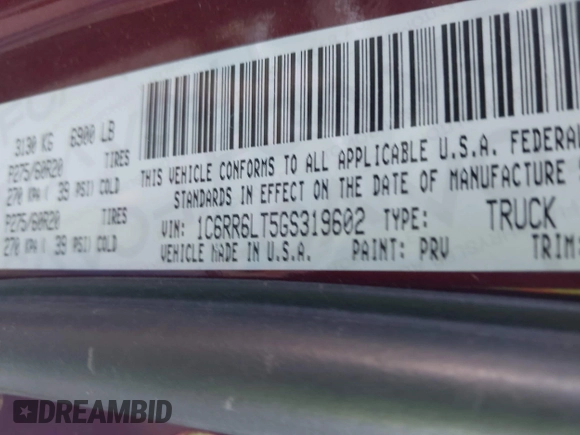 3130 KG 6900 LB
P275/60R20 TIRES
270 KPA ( 39 PSI) COLD
P275/60R20 TIRES
270 KPA ( 39 PSI) COLD
THIS VEHICLE CONFORMS TO ALL APPLICABLE U.S.A. FEDERAL
STANDARDS IN EFFECT ON THE DATE OF MANUFACTURE
VIN: 1C6RR6LT5GS319602 TYPE: TRUCK
VEHICLE MADE IN U.S.A. PAINT: PRV TRIM:
DREAMBID